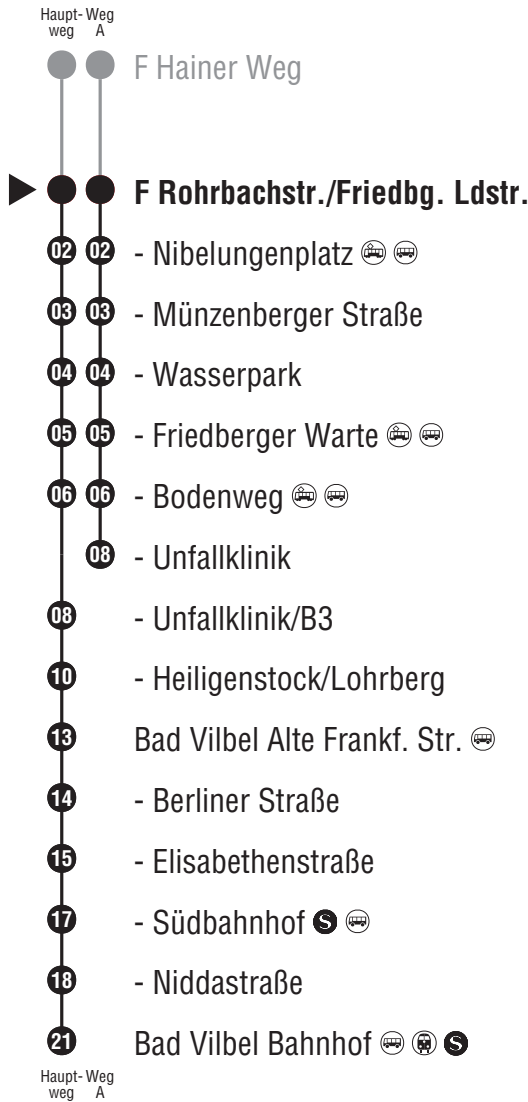 Haupt- Weg
weg A
F Hainer Weg
F Rohrbachstr./Friedbg. Ldstr.
02 02 - Nibelungenplatz
03 03 - Münzenberger Straße
04 04 - Wasserpark
05 05 - Friedberger Warte
06 06 - Bodenweg
08 - Unfallklinik
08 - Unfallklinik/B3
10 - Heiligenstock/Lohrberg
13 Bad Vilbel Alte Frankf. Str.
14 - Berliner Straße
15 - Elisabethenstraße
17 - Südbahnhof S
18 - Niddastraße
21 Bad Vilbel Bahnhof S
Haupt- Weg
weg A